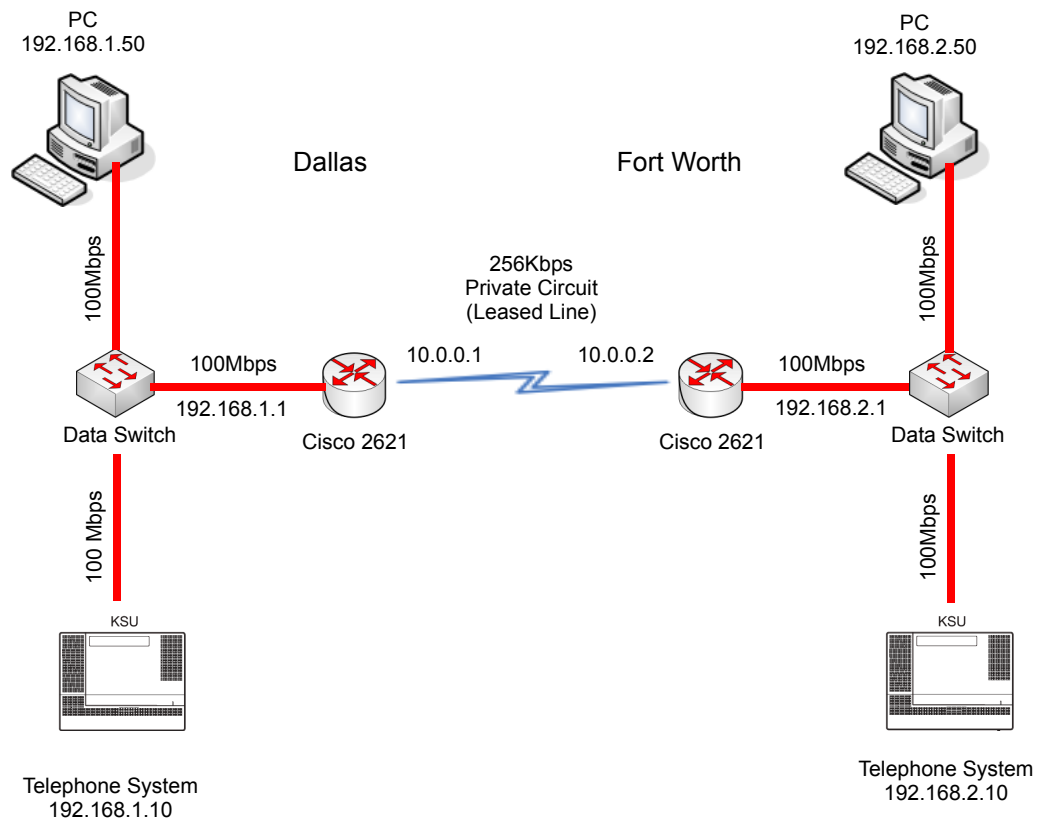 PC
192.168.1.50
PC
192.168.2.50
Dallas
Fort Worth
100Mbps
256Kbps
Private Circuit
(Leased Line)
100Mbps
100Mbps
10.0.0.1
10.0.0.2
100Mbps
192.168.1.1
192.168.2.1
Data Switch
Cisco 2621
Cisco 2621
Data Switch
100 Mbps
100Mbps
KSU
KSU
Telephone System
192.168.1.10
Telephone System
192.168.2.10